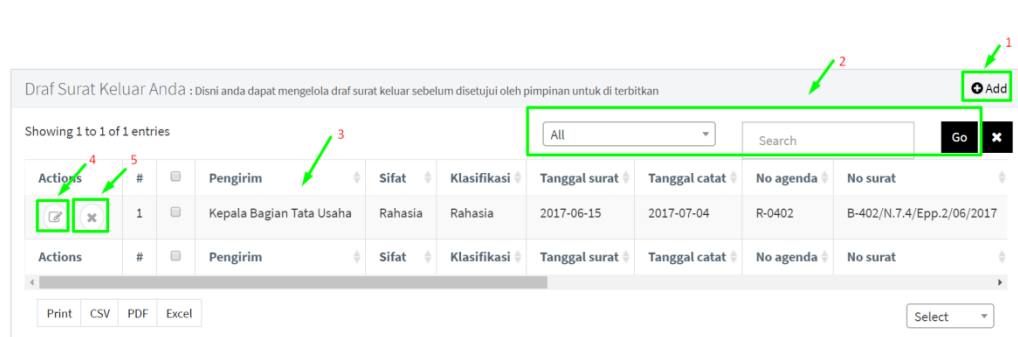 1
2
Draf Surat Keluar Anda : Disni anda dapat mengelola draf surat keluar sebelum disetujui oleh pimpinan untuk di terbitkan
Add
Showing 1 to 1 of 1 entries
3
All
Search
Go
4
5
Actions # Pengirim Sifat Klasifikasi Tanggal surat Tanggal catat No agenda No surat
1 Kepala Bagian Tata Usaha Rahasia Rahasia 2017-06-15 2017-07-04 R-0402 B-402/N.7.4/Epp.2/06/2017
Actions # Pengirim Sifat Klasifikasi Tanggal surat Tanggal catat No agenda No surat
Print CSV PDF Excel
Select